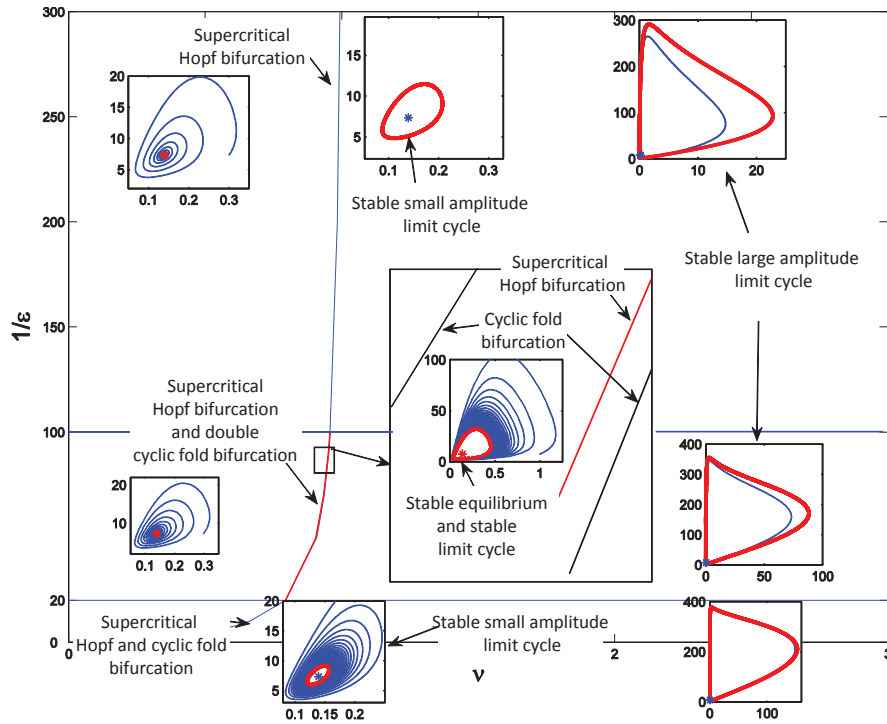 300
250
200
150
100
20
0
1/ε
0
2
3
ν
Supercritical
Hopf bifurcation
20
15
10
5
0.1
0.2
0.3
15
10
5
0.1
0.2
0.3
Stable small amplitude
limit cycle
300
200
100
0
0
10
20
Stable large amplitude
limit cycle
Supercritical
Hopf bifurcation
Cyclic fold
bifurcation
100
50
0
0
0.4
0.8
1.2
Stable equilibrium
and stable
limit cycle
Supercritical
Hopf bifurcation
and double
cyclic fold bifurcation
20
10
0.1
0.2
0.3
400
300
200
100
0
0
50
100
Supercritical
Hopf and cyclic fold
bifurcation
20
15
10
5
0.1
0.15
0.2
Stable small amplitude
limit cycle
400
200
0
0
100